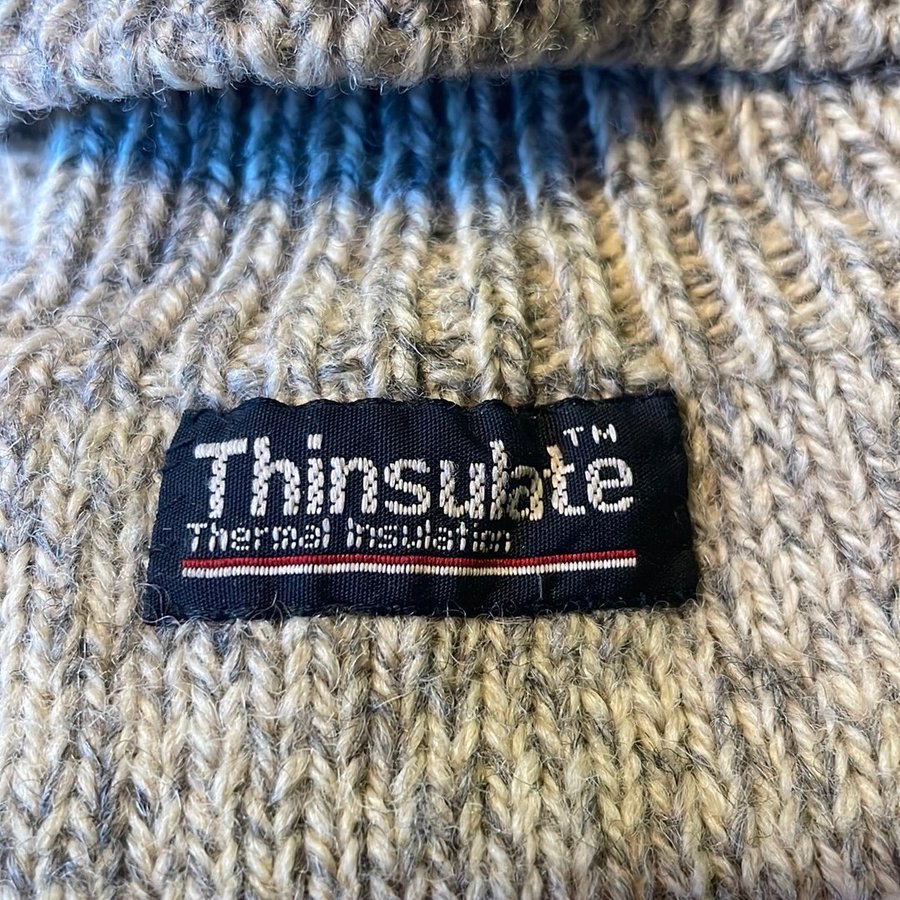 Thinsulate™
Thermal Insulation